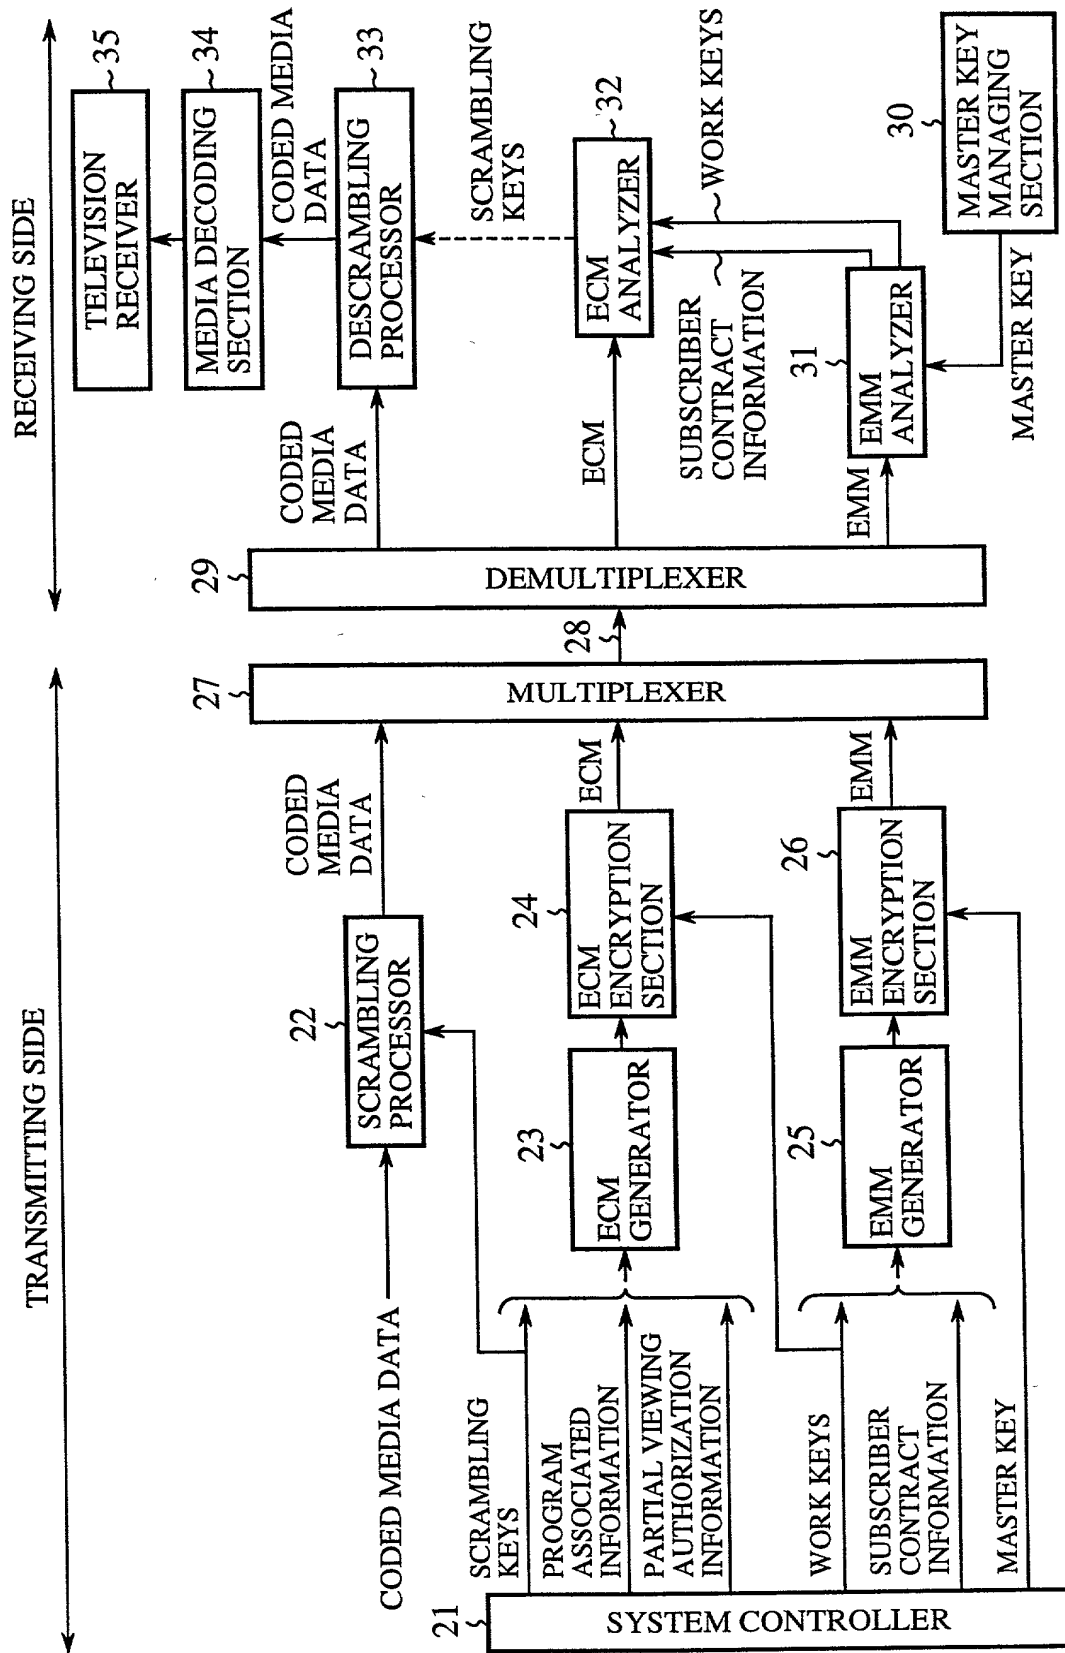 TRANSMITTING SIDE
RECEIVING SIDE
CODED MEDIA DATA
22
SCRAMBLING
PROCESSOR
CODED
MEDIA
DATA
21
SYSTEM CONTROLLER
SCRAMBLING
KEYS
PROGRAM
ASSOCIATED
INFORMATION
PARTIAL VIEWING
AUTHORIZATION
INFORMATION
WORK KEYS
SUBSCRIBER
CONTRACT
INFORMATION
MASTER KEY
23
ECM
GENERATOR
24
ECM
ENCRYPTION
SECTION
ECM
25
EMM
GENERATOR
26
EMM
ENCRYPTION
SECTION
EMM
27
MULTIPLEXER
28
29
DEMULTIPLEXER
CODED
MEDIA
DATA
ECM
EMM
35
TELEVISION
RECEIVER
34
MEDIA DECODING
SECTION
CODED MEDIA
DATA
33
DESCRAMBLING
PROCESSOR
SCRAMBLING
KEYS
32
ECM
ANALYZER
WORK KEYS
SUBSCRIBER
CONTRACT
INFORMATION
31
EMM
ANALYZER
MASTER KEY
30
MASTER KEY
MANAGING
SECTION